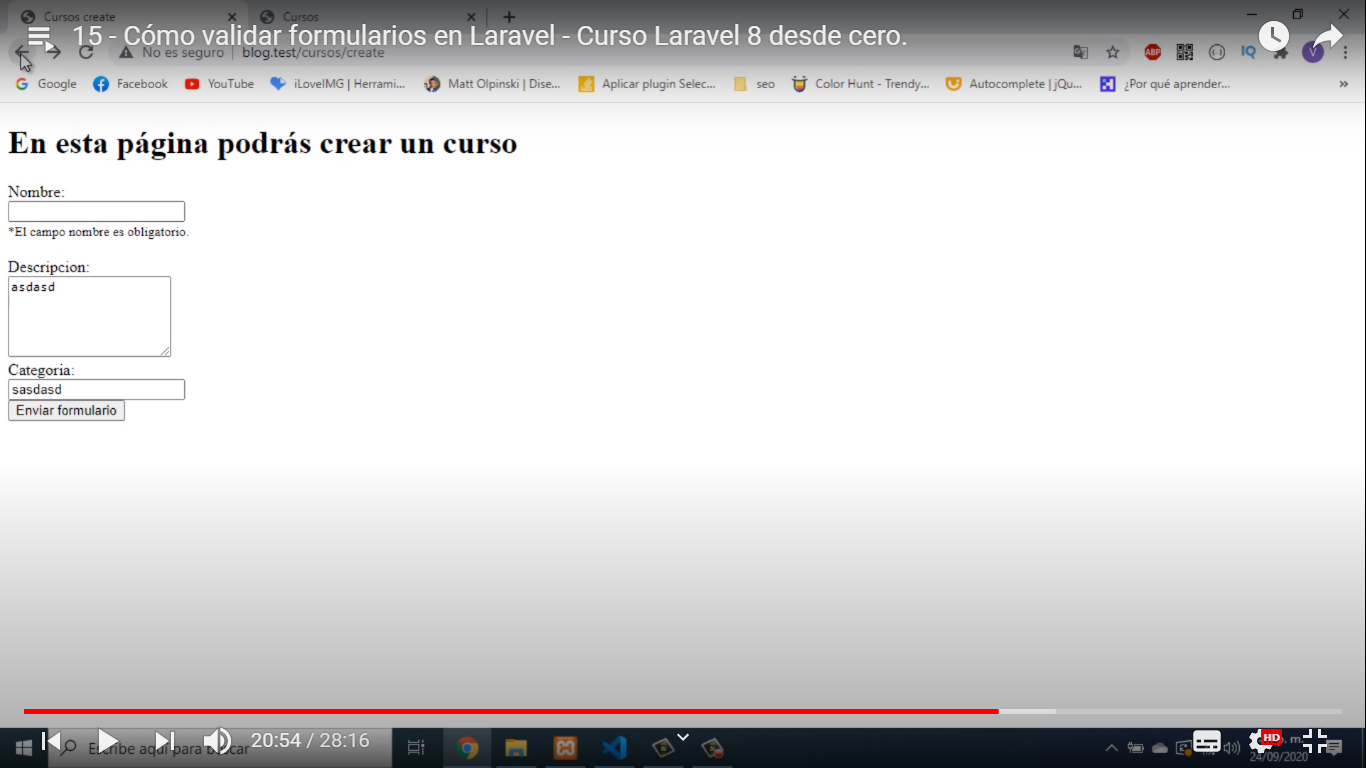 Cursos create
Cursos
15 - Cómo validar formularios en Laravel - Curso Laravel 8 desde cero.
No es seguro | blog.test/cursos/create
ABP
IQ
V
Google
Facebook
YouTube
iLoveIMG | Herrami...
Matt Olpinski | Dise...
Aplicar plugin Selec...
seo
Color Hunt - Trendy...
Autocomplete | jQu...
¿Por qué aprender...
»
En esta página podrás crear un curso
Nombre:
*El campo nombre es obligatorio.
Descripcion:
asdasd
Categoria:
sasdasd
Enviar formulario
Escribe aquí para buscar
20:54 / 28:16
HD
24/09/2020